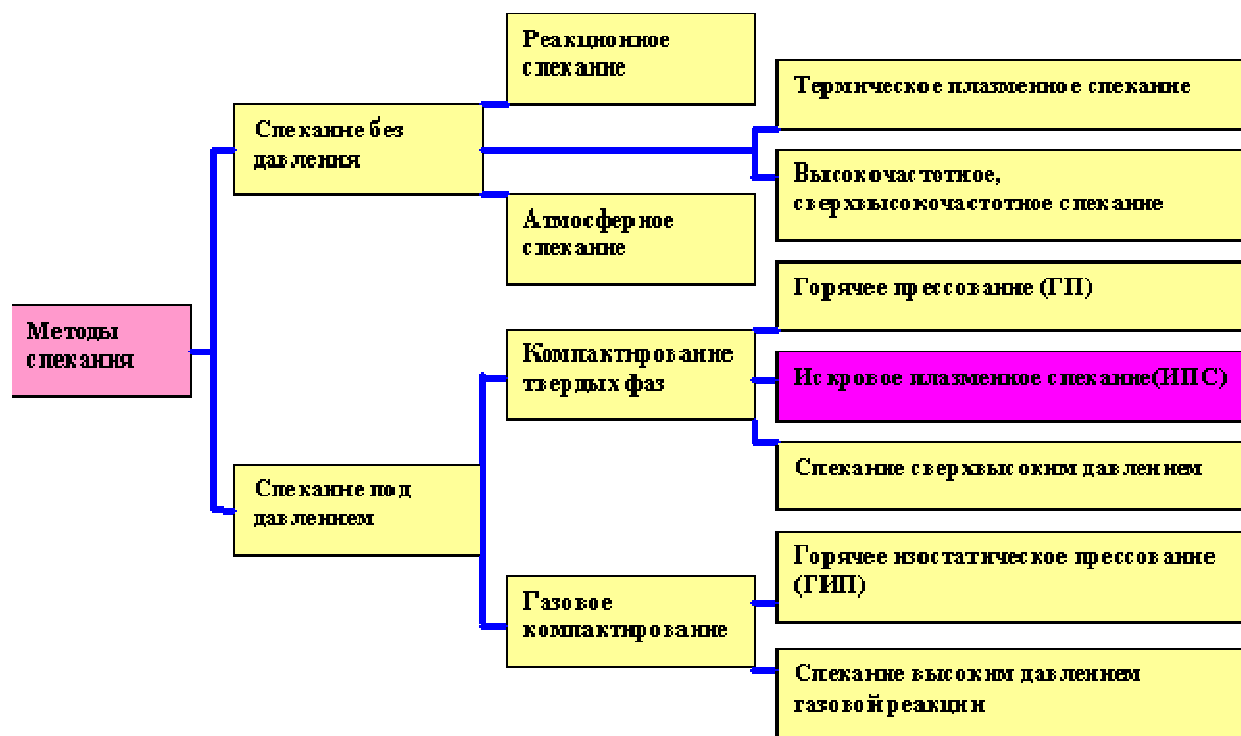 Методы
спекания
Спекание без
давления
Реакционное
спекание
Термическое плазменное спекание
Высокочастотное,
сверхвысокочастотное спекание
Атмосферное
спекание
Спекание под
давлением
Компактирование
твердых фаз
Горячее прессование (ГП)
Искровое плазменное спекание(ИПС)
Спекание сверхвысоким давлением
Газовое
компактирование
Горячее изостатическое прессование
(ГИП)
Спекание высоким давлением
газовой реакции